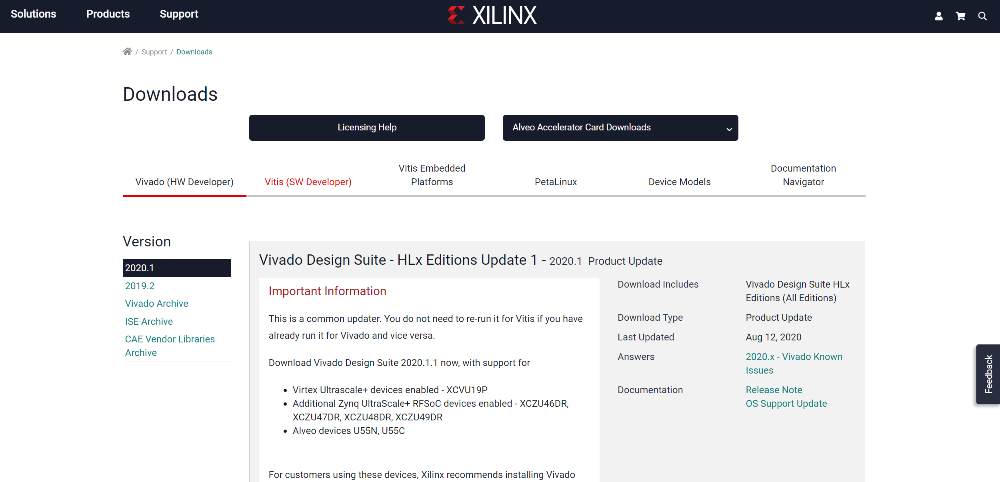 Solutions
Products
Support
XILINX
/ Support / Downloads
Downloads
Licensing Help
Alveo Accelerator Card Downloads
Vivado (HW Developer)
Vitis (SW Developer)
Vitis Embedded
Platforms
PetaLinux
Device Models
Documentation
Navigator
Version
2020.1
2019.2
Vivado Archive
ISE Archive
CAE Vendor Libraries
Archive
Vivado Design Suite - HLx Editions Update 1 - 2020.1 Product Update
Important Information
This is a common updater. You do not need to re-run it for Vitis if you have
already run it for Vivado and vice versa.
Download Vivado Design Suite 2020.1.1 now, with support for
• Virtex Ultrascale+ devices enabled - XCVU19P
• Additional Zynq UltraScale+ RFSoC devices enabled - XCZU46DR,
XCZU47DR, XCZU48DR, XCZU49DR
• Alveo devices U55N, U55C
For customers using these devices, Xilinx recommends installing Vivado
Download Includes
Vivado Design Suite HLx
Editions (All Editions)
Download Type
Product Update
Last Updated
Aug 12, 2020
Answers
2020.x - Vivado Known
Issues
Documentation
Release Note
OS Support Update
Feedback